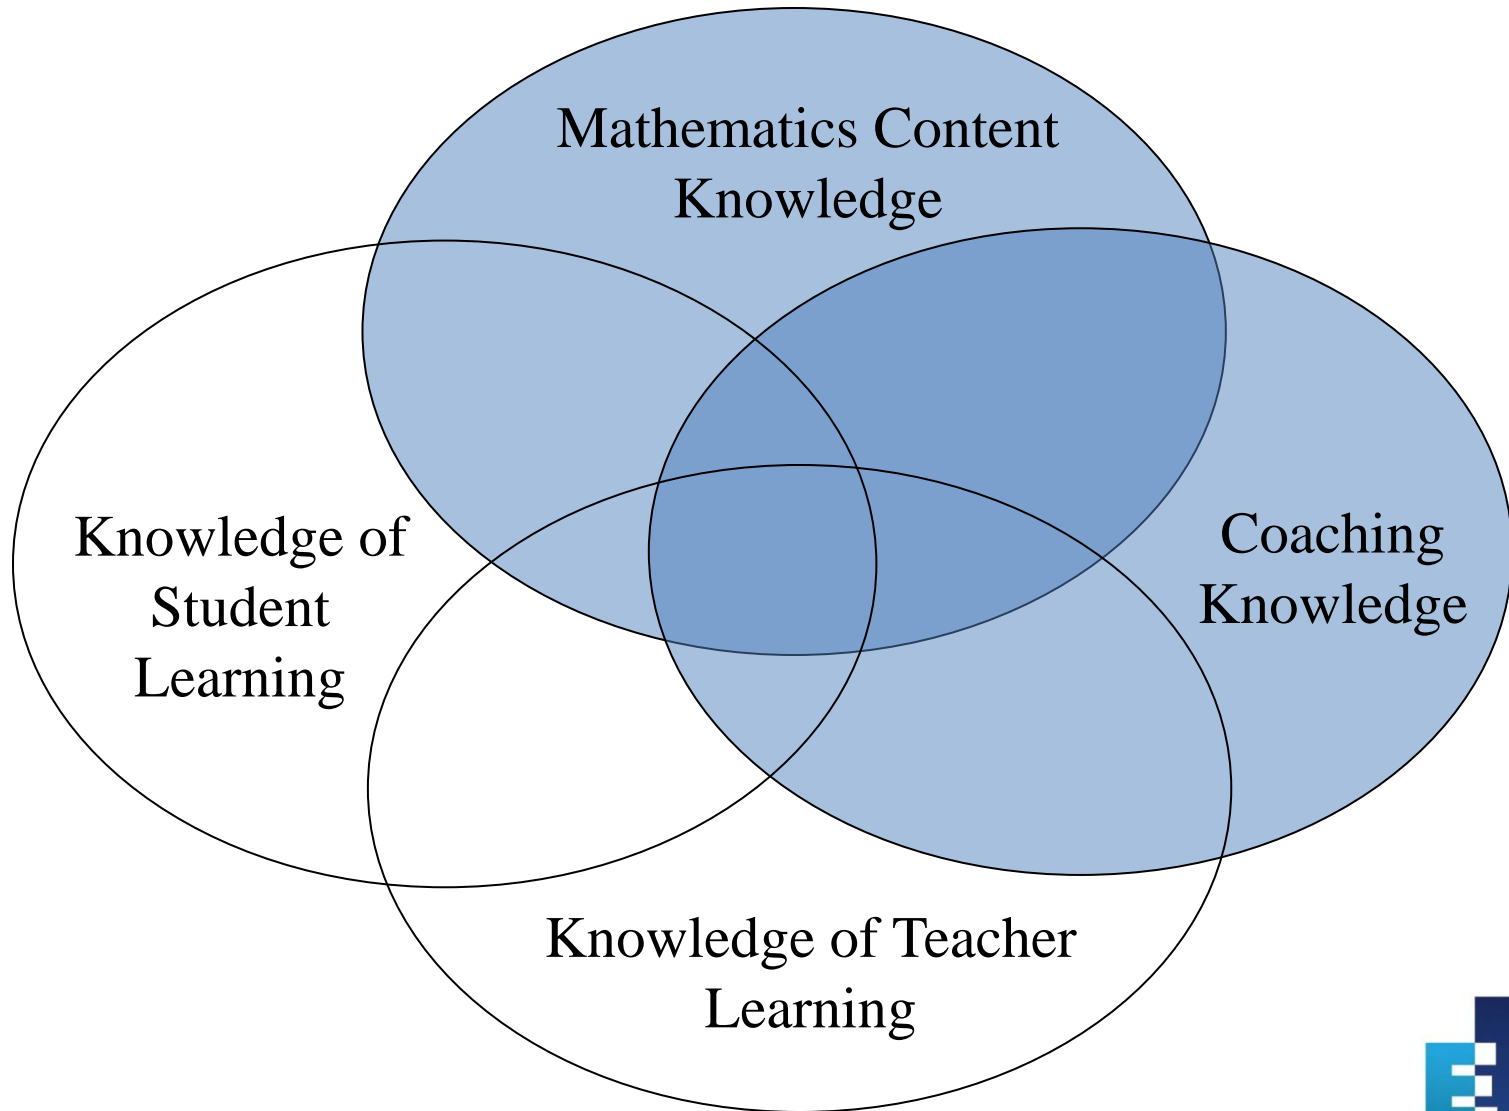 Mathematics Content
Knowledge
Knowledge of
Student
Learning
Coaching
Knowledge
Knowledge of Teacher
Learning